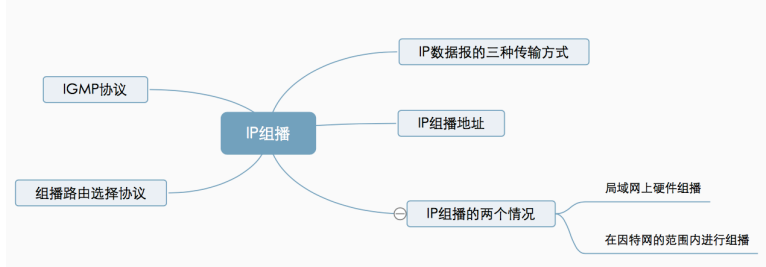 IP数据报的三种传输方式
IGMP协议
IP组播地址
IP组播
组播路由选择协议
局域网上硬件组播
IP组播的两个情况
在因特网的范围内进行组播